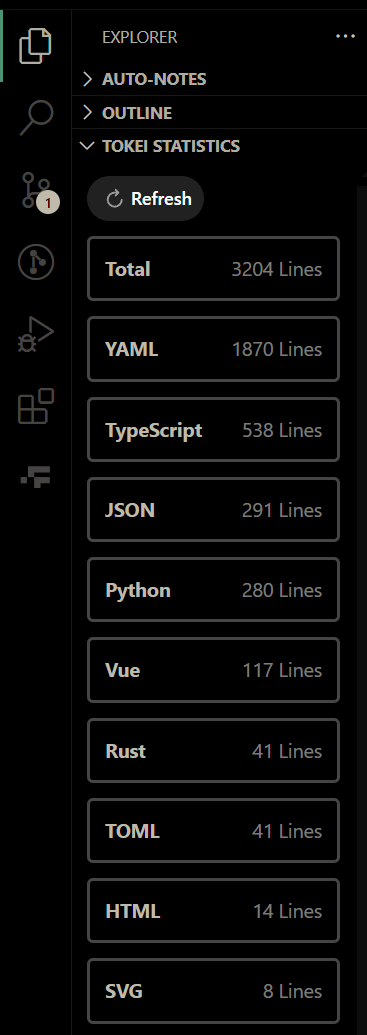 EXPLORER ...
AUTO-NOTES
OUTLINE
TOKEI STATISTICS
1
Refresh
Total 3204 Lines
YAML 1870 Lines
TypeScript 538 Lines
JSON 291 Lines
Python 280 Lines
Vue 117 Lines
Rust 41 Lines
TOML 41 Lines
HTML 14 Lines
SVG 8 Lines